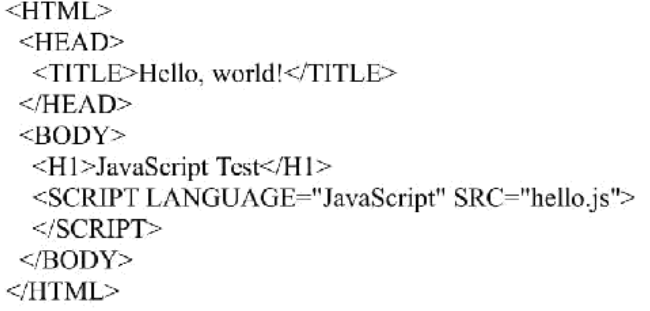 <HTML>
<HEAD>
<TITLE>Hello, world!</TITLE>
</HEAD>
<BODY>
<H1>JavaScript Test</H1>
<SCRIPT LANGUAGE="JavaScript" SRC="hello.js">
</SCRIPT>
</BODY>
</HTML>